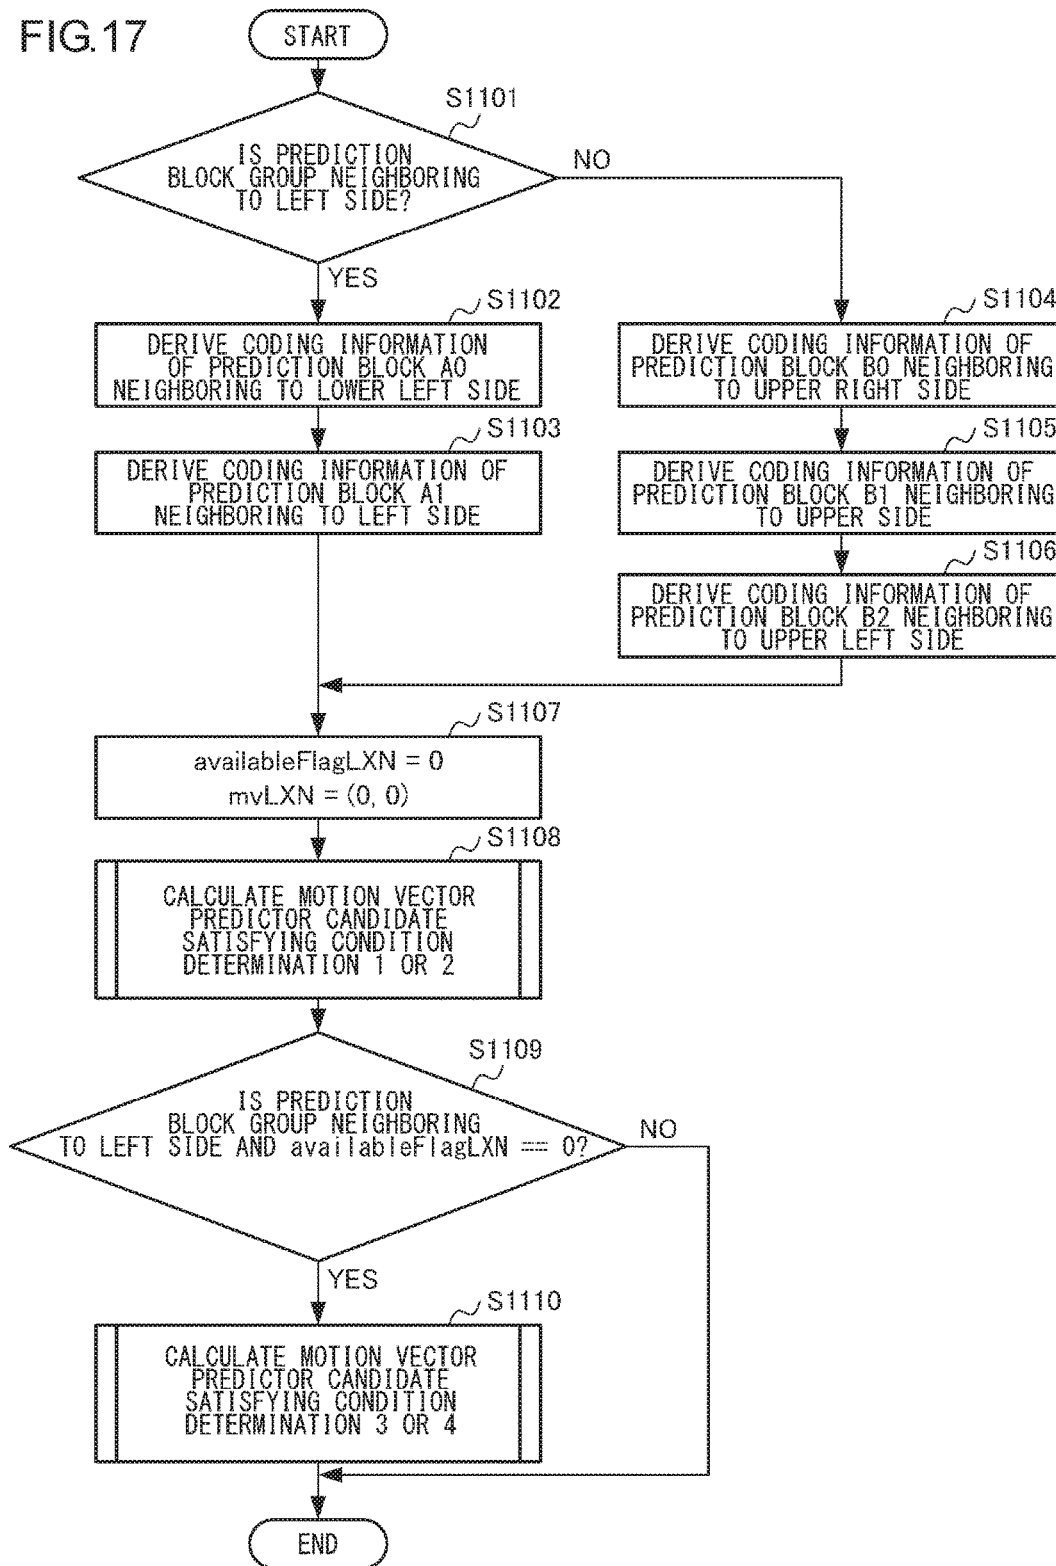 FIG.17
START
S1101
IS PREDICTION
BLOCK GROUP NEIGHBORING
TO LEFT SIDE?
NO
YES
S1102
DERIVE CODING INFORMATION
OF PREDICTION BLOCK A0
NEIGHBORING TO LOWER LEFT SIDE
S1103
DERIVE CODING INFORMATION OF
PREDICTION BLOCK A1
NEIGHBORING TO LEFT SIDE
S1104
DERIVE CODING INFORMATION OF
PREDICTION BLOCK B0 NEIGHBORING
TO UPPER RIGHT SIDE
S1105
DERIVE CODING INFORMATION OF
PREDICTION BLOCK B1 NEIGHBORING
TO UPPER SIDE
S1106
DERIVE CODING INFORMATION OF
PREDICTION BLOCK B2 NEIGHBORING
TO UPPER LEFT SIDE
S1107
availableFlagLXN = 0
mvLXN = (0, 0)
S1108
CALCULATE MOTION VECTOR
PREDICTOR CANDIDATE
SATISFYING CONDITION
DETERMINATION 1 OR 2
S1109
IS PREDICTION
BLOCK GROUP NEIGHBORING
TO LEFT SIDE AND availableFlagLXN == 0?
NO
YES
S1110
CALCULATE MOTION VECTOR
PREDICTOR CANDIDATE
SATISFYING CONDITION
DETERMINATION 3 OR 4
END